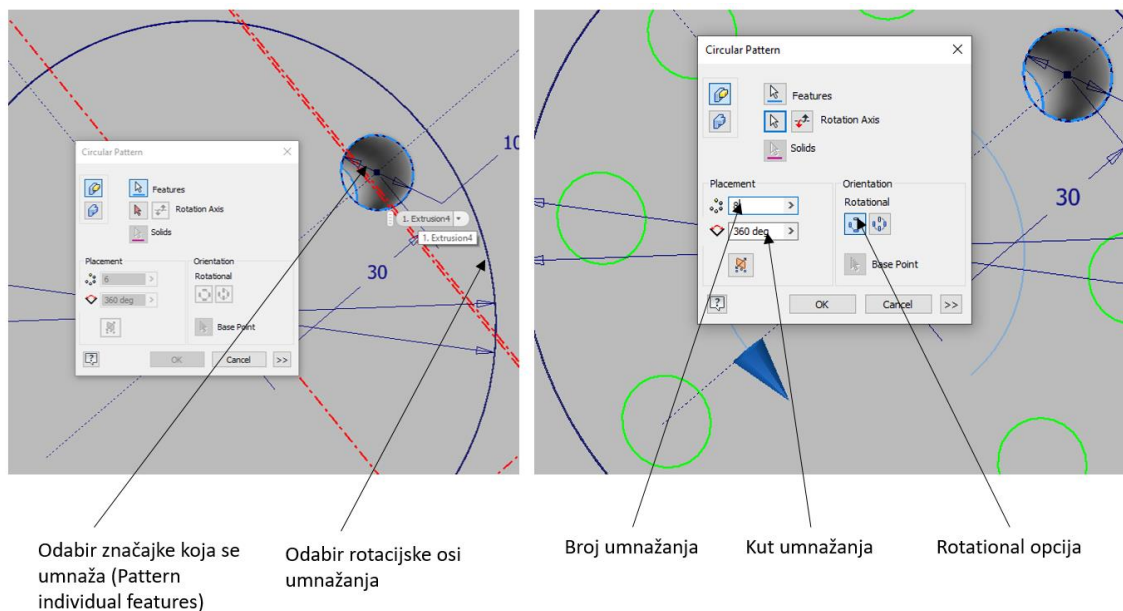 Circular Pattern
Features
Rotation Axis
Solids
Placement
6
360 deg
Orientation
Rotational
Base Point
OK
Cancel
>>
10
1. Extrusion4
1. Extrusion4
30
Circular Pattern
Features
Rotation Axis
Solids
Placement
360 deg
Orientation
Rotational
Base Point
OK
Cancel
>>
30
Odabir značajke koja se
umnaža (Pattern
individual features)
Odabir rotacijske osi
umnažanja
Broj umnažanja
Kut umnažanja
Rotational opcija